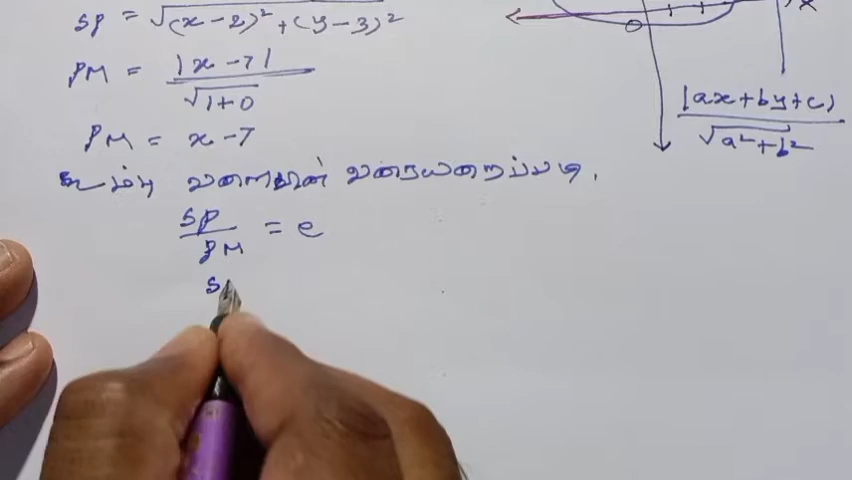 SP = √(x-2)² + (y-3)²
PM = |x-7| / √1+0
PM = x-7
கூம்பு வளைவின் வரையறைப்படி,
SP / PM = e
S
O
X
|ax+by+c| / √a²+b²